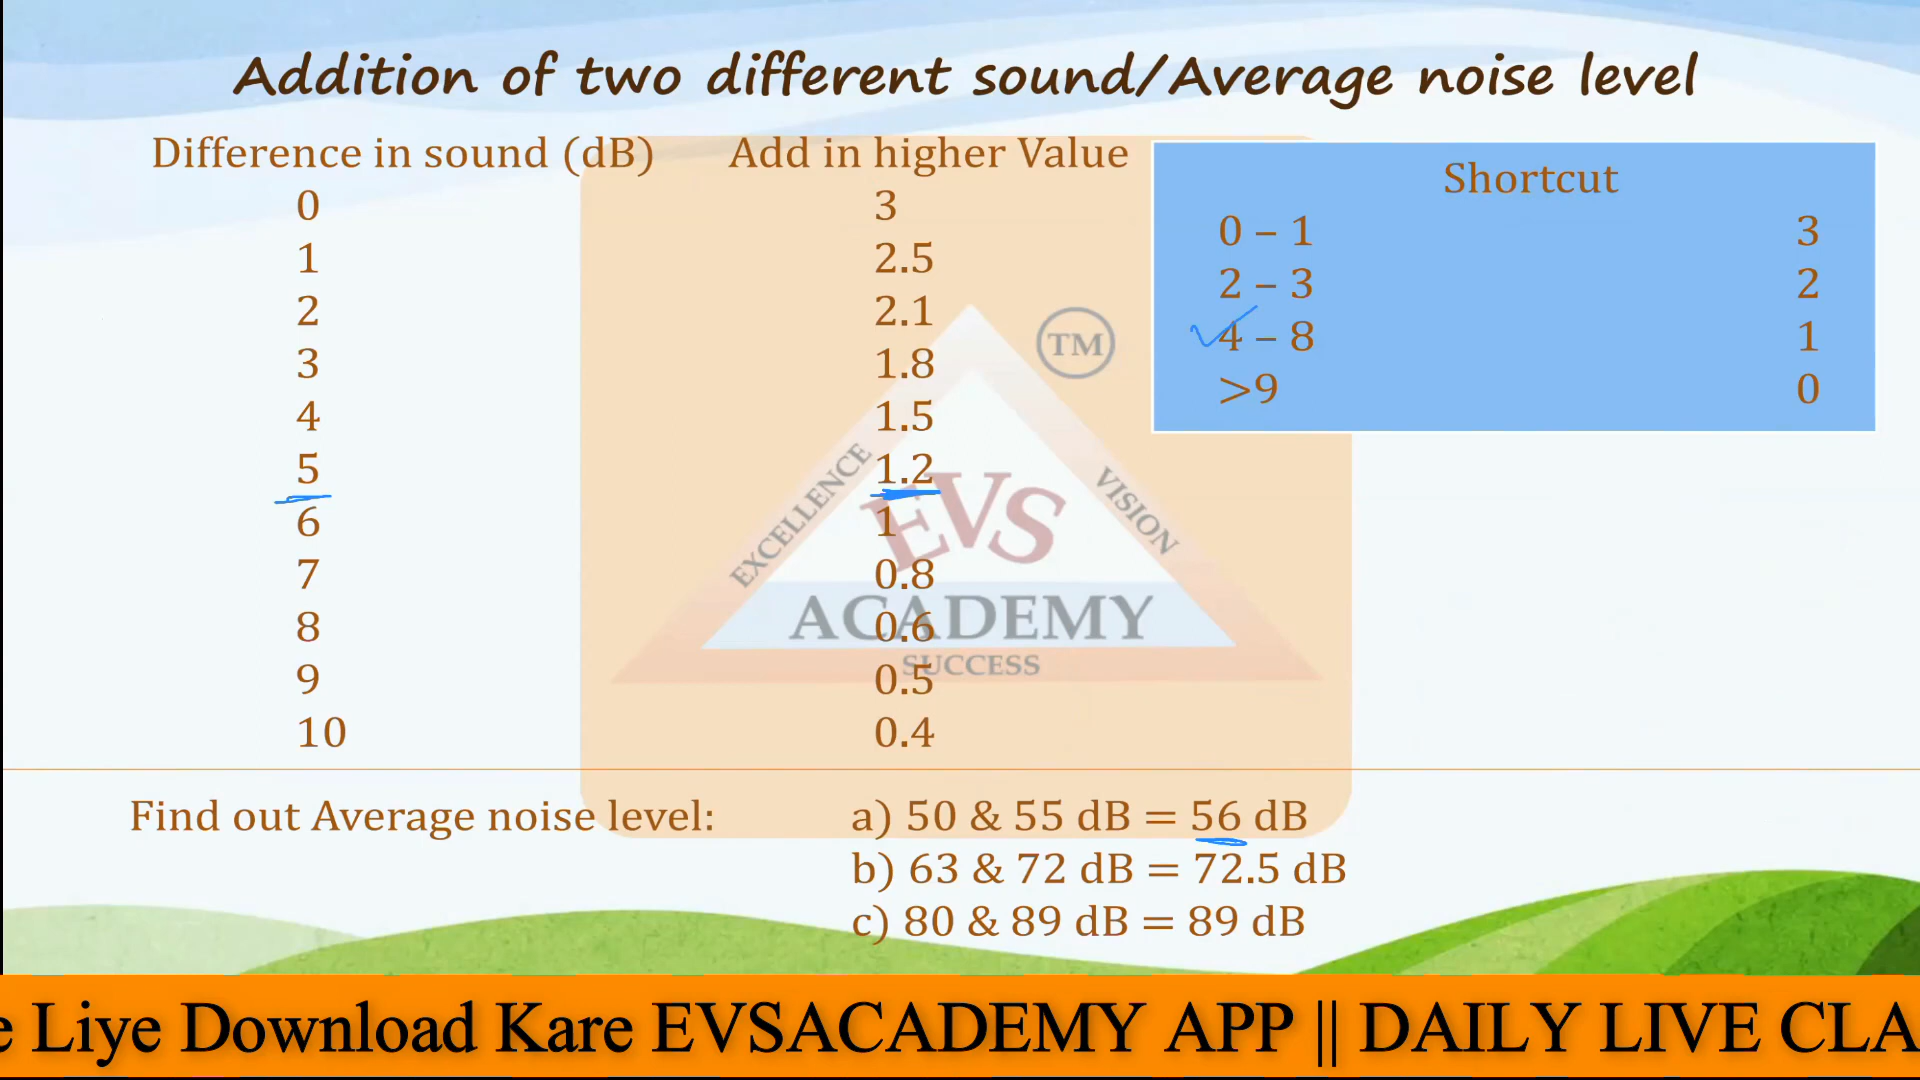 Addition of two different sound/Average noise level
Difference in sound (dB) Add in higher Value
0 3
1 2.5
2 2.1
3 1.8
4 1.5
5 1.2
6 1
7 0.8
8 0.6
9 0.5
10 0.4
Shortcut
0 – 1 3
2 – 3 2
4 – 8 1
>9 0
TM
EXCELLENCE
VISION
EVS
ACADEMY
SUCCESS
Find out Average noise level: a) 50 & 55 dB = 56 dB
b) 63 & 72 dB = 72.5 dB
c) 80 & 89 dB = 89 dB
e Liye Download Kare EVSACADEMY APP || DAILY LIVE CLA